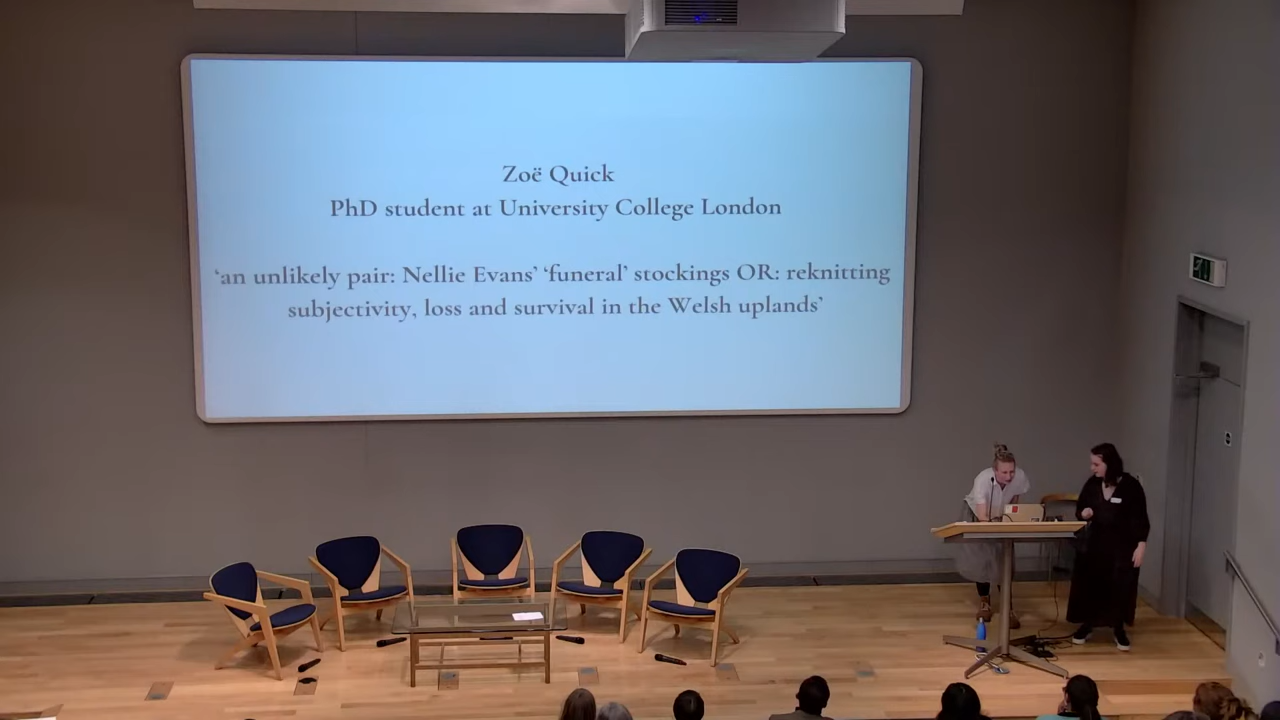 Zoë Quick
PhD student at University College London
‘an unlikely pair: Nellie Evans’ ‘funeral’ stockings OR: reknitting
subjectivity, loss and survival in the Welsh uplands’